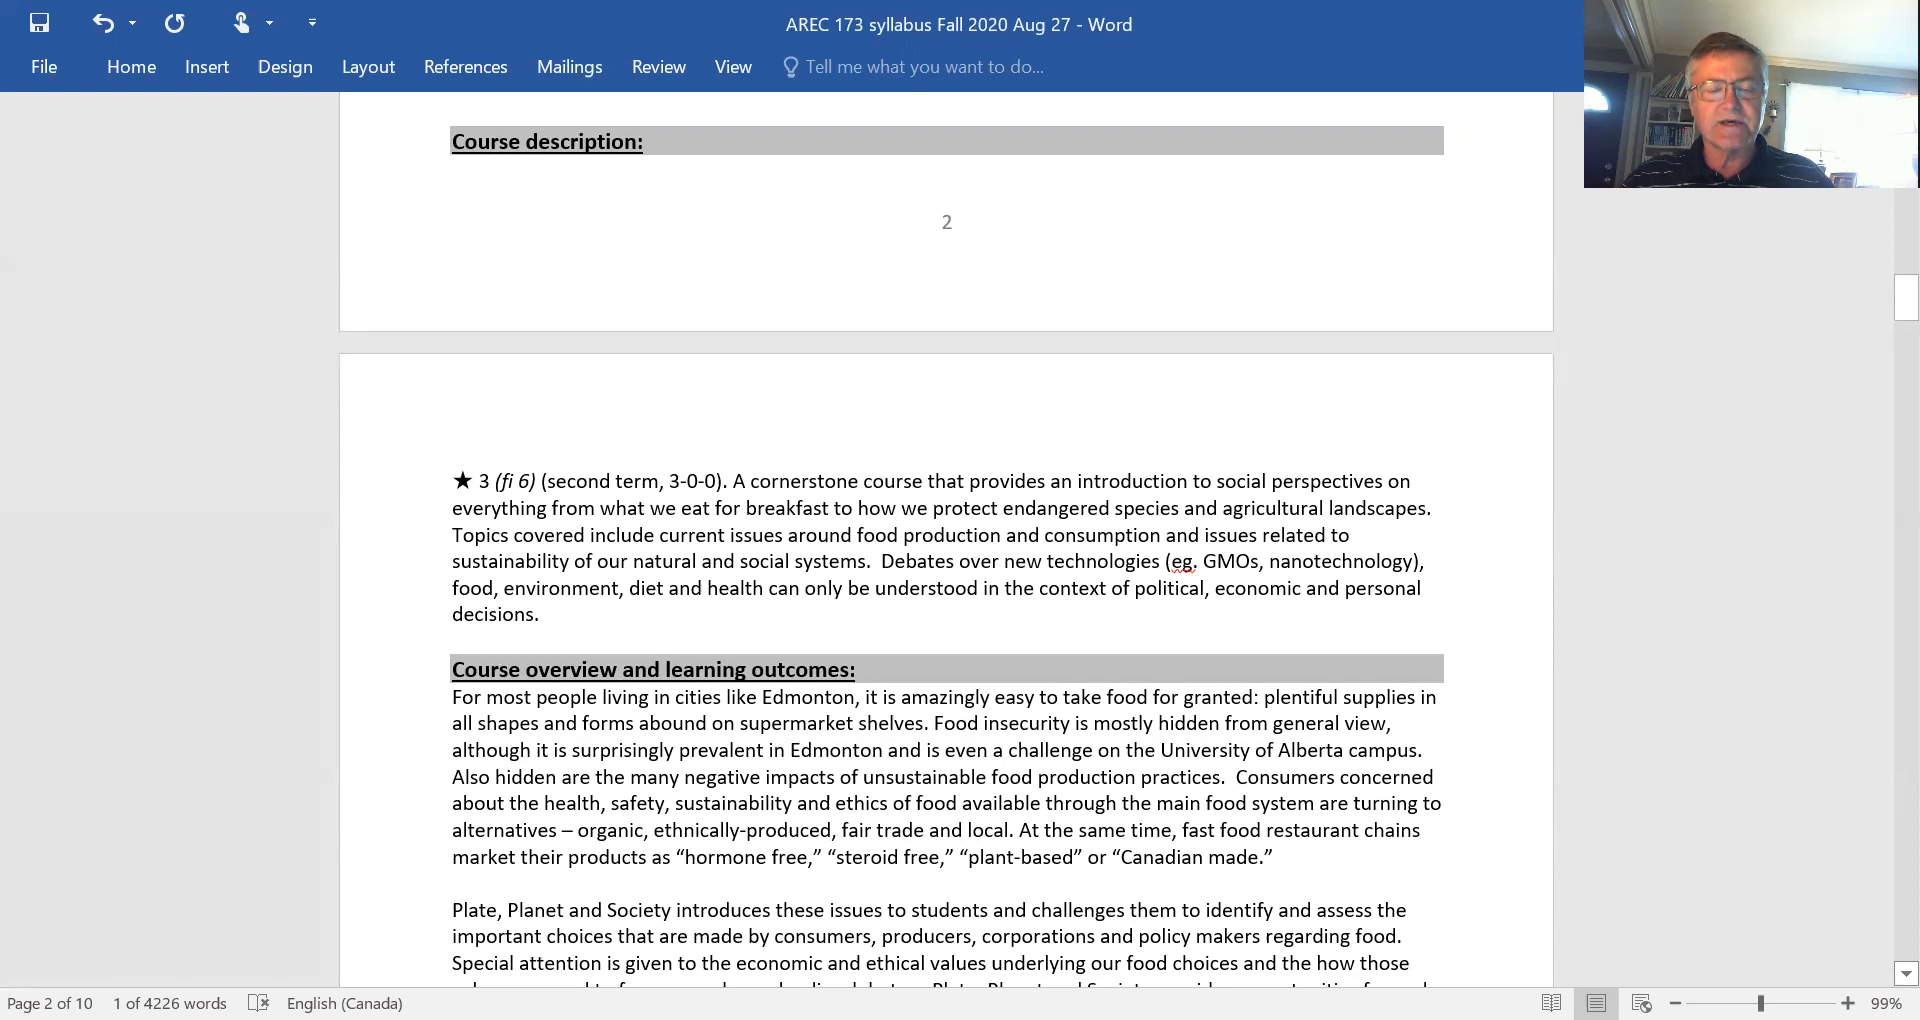 AREC 173 syllabus Fall 2020 Aug 27 - Word
File Home Insert Design Layout References Mailings Review View Tell me what you want to do...
Course description:
2
★ 3 (fi 6) (second term, 3-0-0). A cornerstone course that provides an introduction to social perspectives on
everything from what we eat for breakfast to how we protect endangered species and agricultural landscapes.
Topics covered include current issues around food production and consumption and issues related to
sustainability of our natural and social systems.  Debates over new technologies (eg. GMOs, nanotechnology),
food, environment, diet and health can only be understood in the context of political, economic and personal
decisions.
Course overview and learning outcomes:
For most people living in cities like Edmonton, it is amazingly easy to take food for granted: plentiful supplies in
all shapes and forms abound on supermarket shelves. Food insecurity is mostly hidden from general view,
although it is surprisingly prevalent in Edmonton and is even a challenge on the University of Alberta campus.
Also hidden are the many negative impacts of unsustainable food production practices.  Consumers concerned
about the health, safety, sustainability and ethics of food available through the main food system are turning to
alternatives – organic, ethnically-produced, fair trade and local. At the same time, fast food restaurant chains
market their products as “hormone free,” “steroid free,” “plant-based” or “Canadian made.”
Plate, Planet and Society introduces these issues to students and challenges them to identify and assess the
important choices that are made by consumers, producers, corporations and policy makers regarding food.
Special attention is given to the economic and ethical values underlying our food choices and the how those
Page 2 of 10 1 of 4226 words English (Canada) 99%